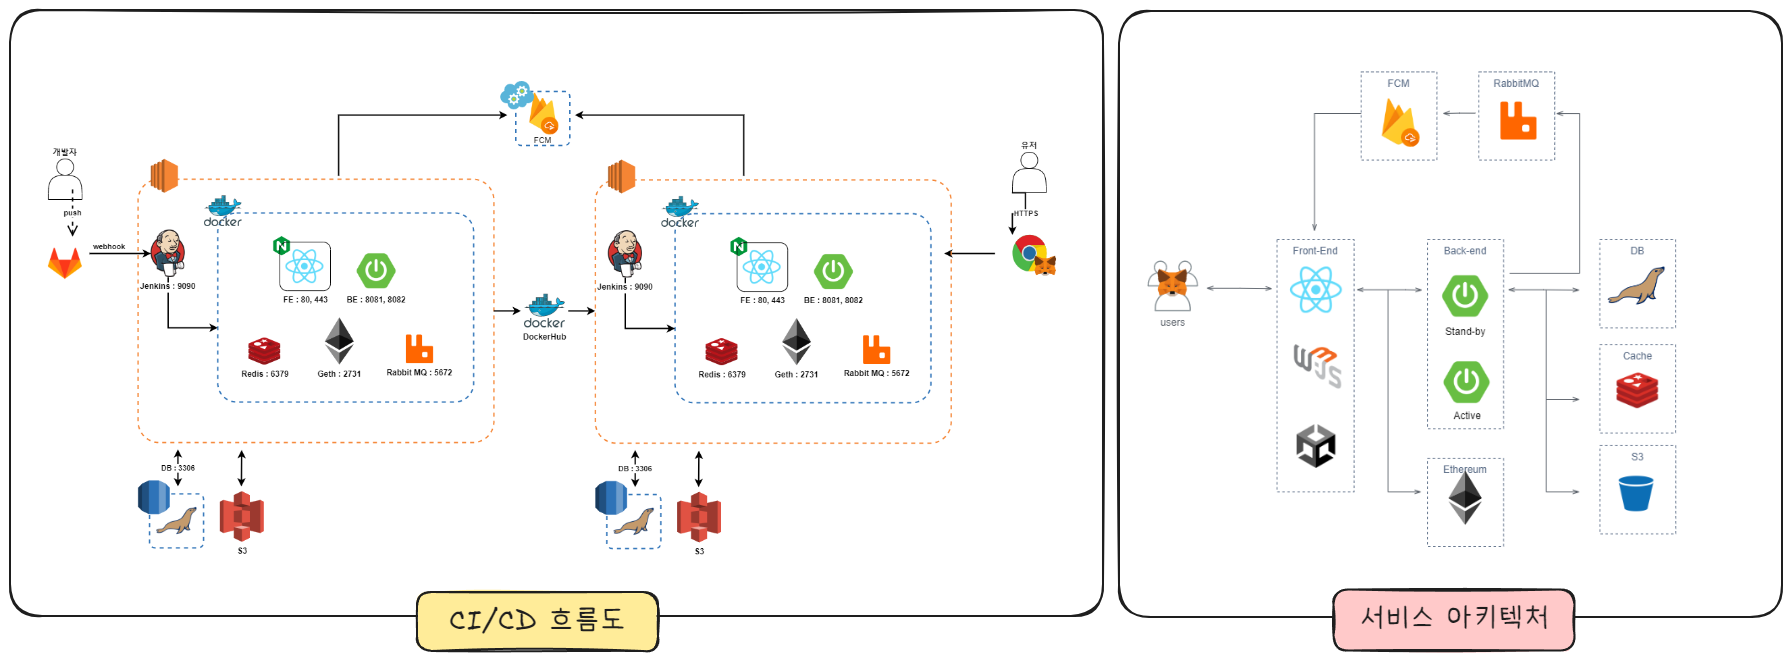 FCM
개발자
push
webhook
docker
Jenkins : 9090
FE : 80, 443
BE : 8081, 8082
Redis : 6379
Geth : 2731
Rabbit MQ : 5672
DB : 3306
S3
docker
DockerHub
docker
Jenkins : 9090
FE : 80, 443
BE : 8081, 8082
Redis : 6379
Geth : 2731
Rabbit MQ : 5672
DB : 3306
S3
유저
HTTPS
CI/CD 흐름도
FCM
RabbitMQ
users
Front-End
W JS
Back-end
Stand-by
Active
Ethereum
DB
Cache
S3
서비스 아키텍처